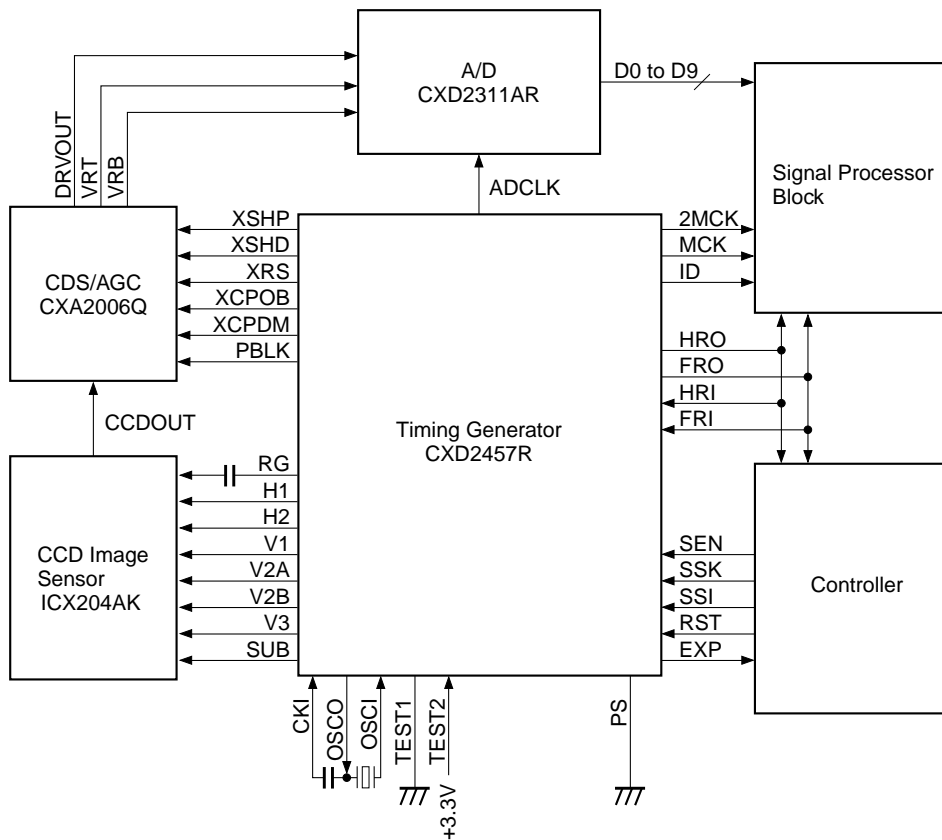 A/D
CXD2311AR
D0 to D9
DRVOUT
VRT
VRB
ADCLK
Signal Processor
Block
CDS/AGC
CXA2006Q
XSHP
XSHD
XRS
XCPOB
XCPDM
PBLK
2MCK
MCK
ID
HRO
FRO
HRI
FRI
CCDOUT
Timing Generator
CXD2457R
CCD Image
Sensor
ICX204AK
RG
H1
H2
V1
V2A
V2B
V3
SUB
SEN
SSK
SSI
RST
EXP
Controller
CKI
OSCO
OSCI
TEST1
TEST2
+3.3V
PS